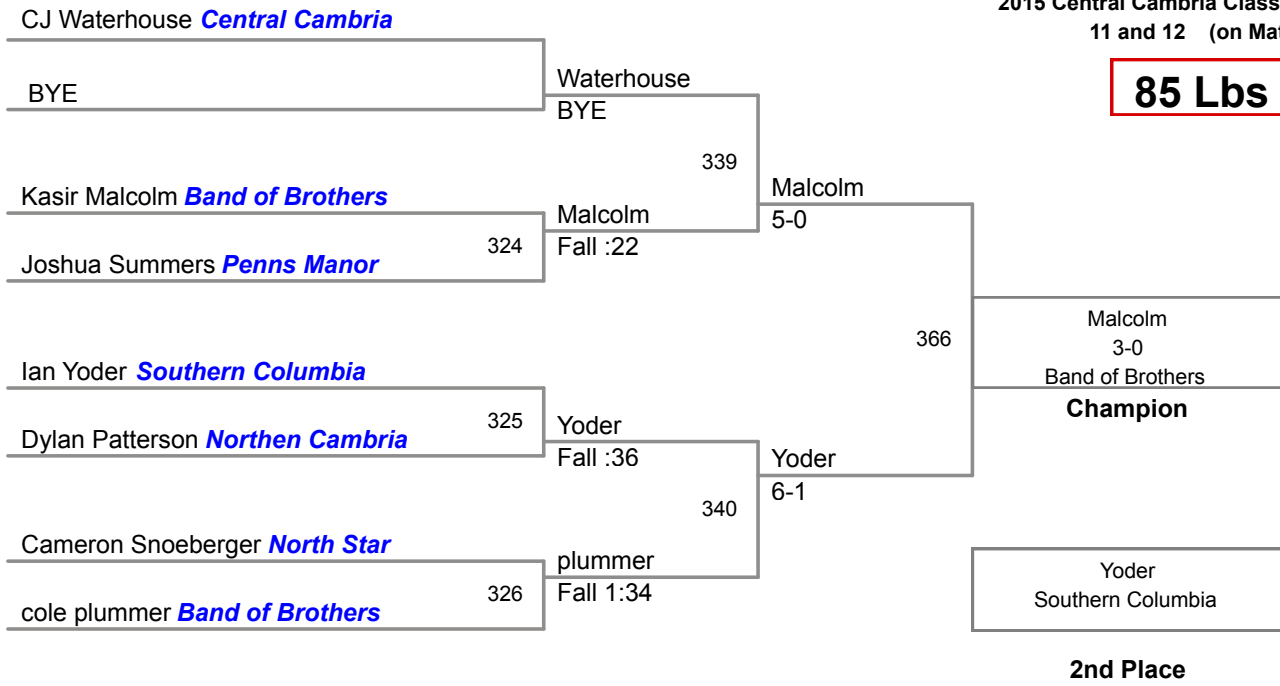 2015 Central Cambria Class
11 and 12 (on Mat
85 Lbs
CJ Waterhouse Central Cambria
BYE
Waterhouse
BYE
339
Kasir Malcolm Band of Brothers
Malcolm
5-0
324
Malcolm
Fall :22
Joshua Summers Penns Manor
366
Malcolm
3-0
Band of Brothers
Champion
Ian Yoder Southern Columbia
325
Yoder
Fall :36
Dylan Patterson Northen Cambria
Yoder
6-1
340
Cameron Snoeberger North Star
326
plummer
Fall 1:34
cole plummer Band of Brothers
Yoder
Southern Columbia
2nd Place